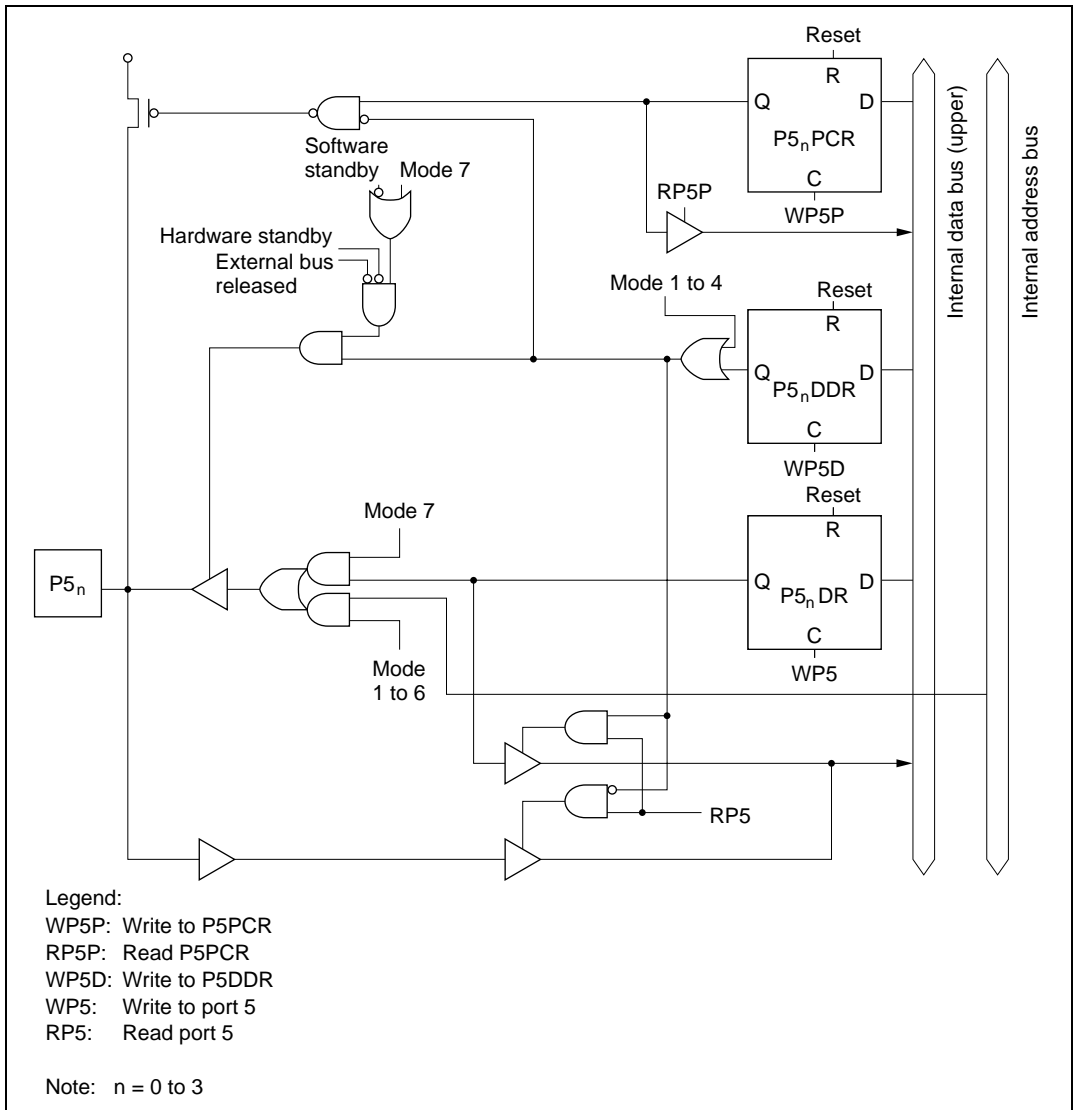 Reset
R
Q
D
P5nPCR
C
WP5P
Software
standby
Mode 7
RP5P
Hardware standby
External bus
released
Mode 1 to 4
Reset
R
Q
D
P5nDDR
C
WP5D
Internal data bus (upper)
Internal address bus
Mode 7
Reset
R
Q
D
P5nDR
C
WP5
P5n
Mode
1 to 6
RP5
Legend:
WP5P: Write to P5PCR
RP5P: Read P5PCR
WP5D: Write to P5DDR
WP5: Write to port 5
RP5: Read port 5
Note: n = 0 to 3